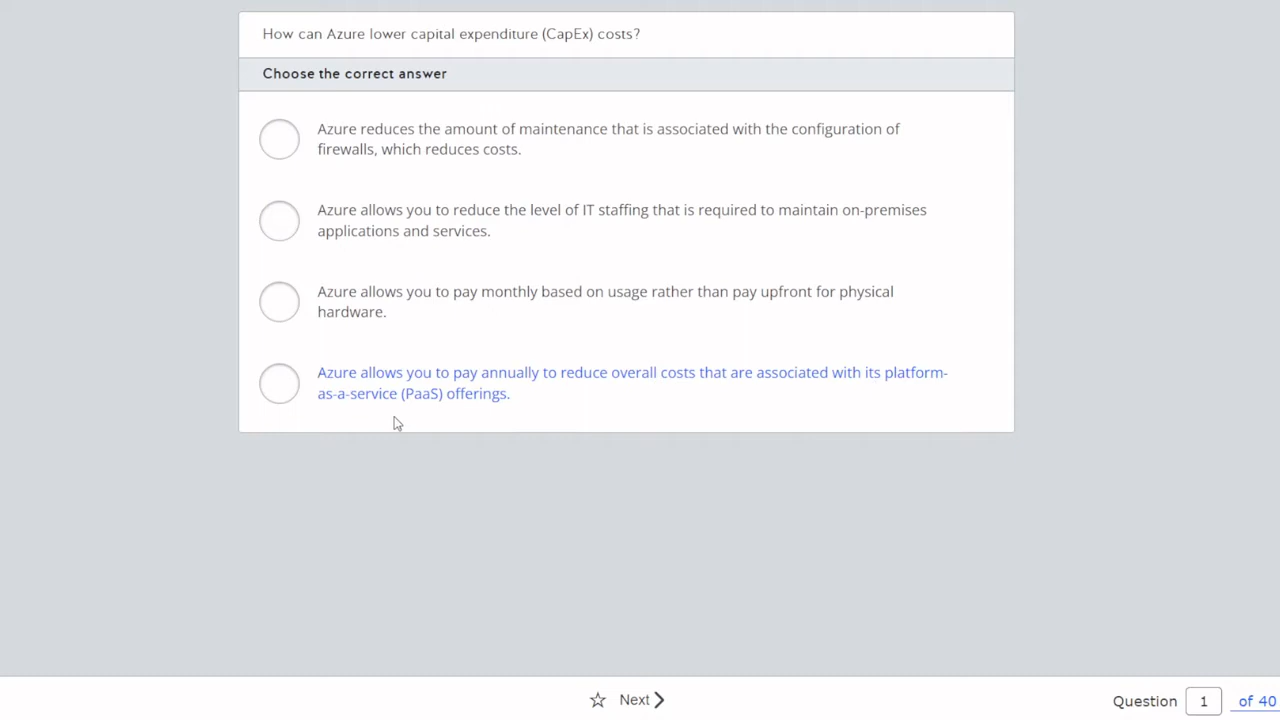 How can Azure lower capital expenditure (CapEx) costs?
Choose the correct answer
Azure reduces the amount of maintenance that is associated with the configuration of
firewalls, which reduces costs.
Azure allows you to reduce the level of IT staffing that is required to maintain on-premises
applications and services.
Azure allows you to pay monthly based on usage rather than pay upfront for physical
hardware.
Azure allows you to pay annually to reduce overall costs that are associated with its platform-
as-a-service (PaaS) offerings.
Next
Question 1 of 40